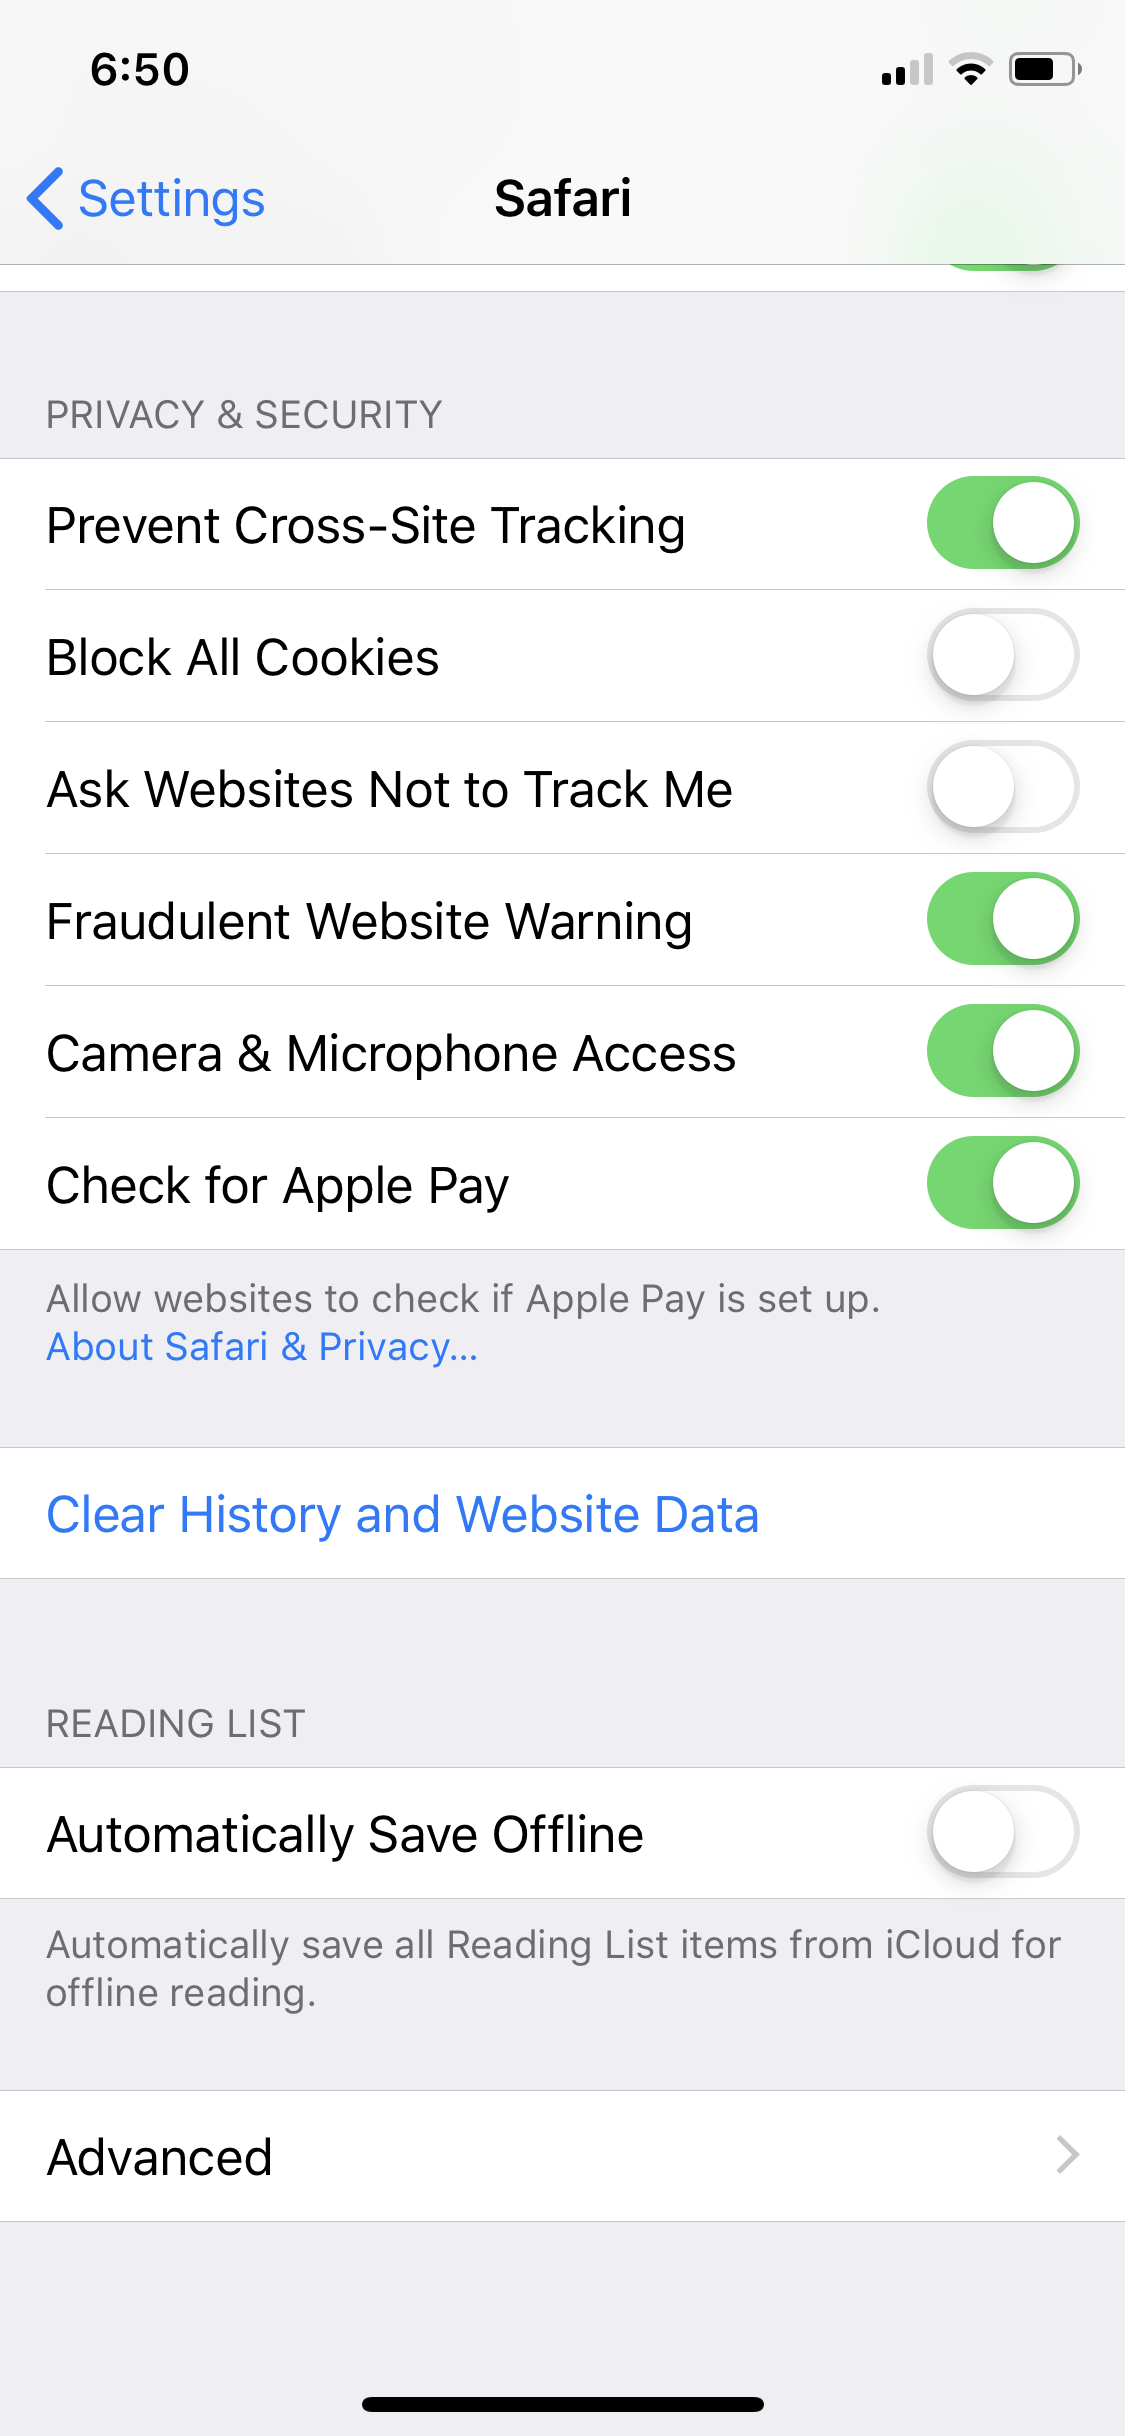 6:50
Settings
Safari
PRIVACY & SECURITY
Prevent Cross-Site Tracking
Block All Cookies
Ask Websites Not to Track Me
Fraudulent Website Warning
Camera & Microphone Access
Check for Apple Pay
Allow websites to check if Apple Pay is set up.
About Safari & Privacy...
Clear History and Website Data
READING LIST
Automatically Save Offline
Automatically save all Reading List items from iCloud for
offline reading.
Advanced